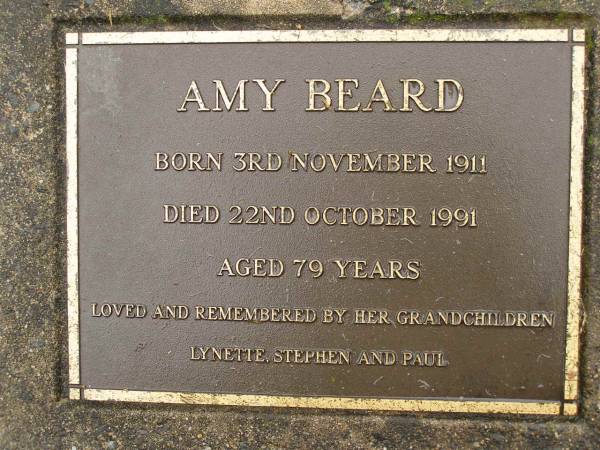 AMY BEARD
BORN 3RD NOVEMBER 1911
DIED 22ND OCTOBER 1991
AGED 79 YEARS
LOVED AND REMEMBERED BY HER GRANDCHILDREN
LYNETTE, STEPHEN AND PAUL